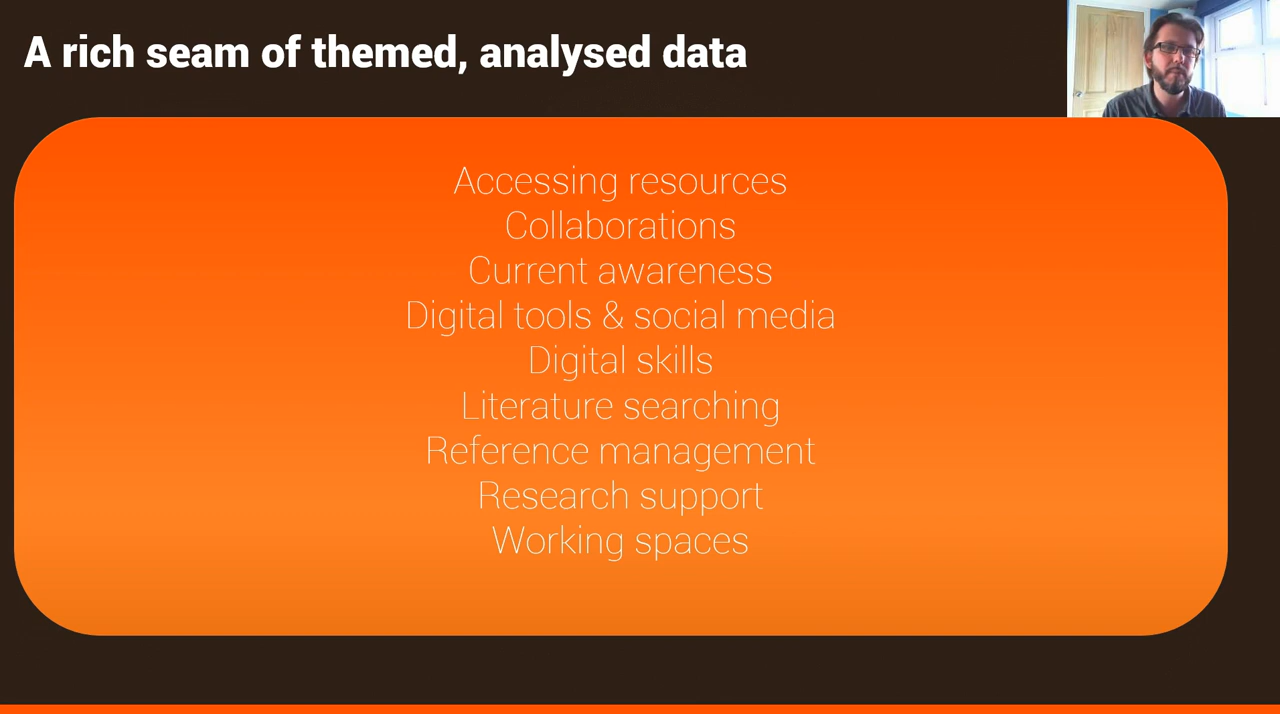 A rich seam of themed, analysed data
Accessing resources
Collaborations
Current awareness
Digital tools & social media
Digital skills
Literature searching
Reference management
Research support
Working spaces